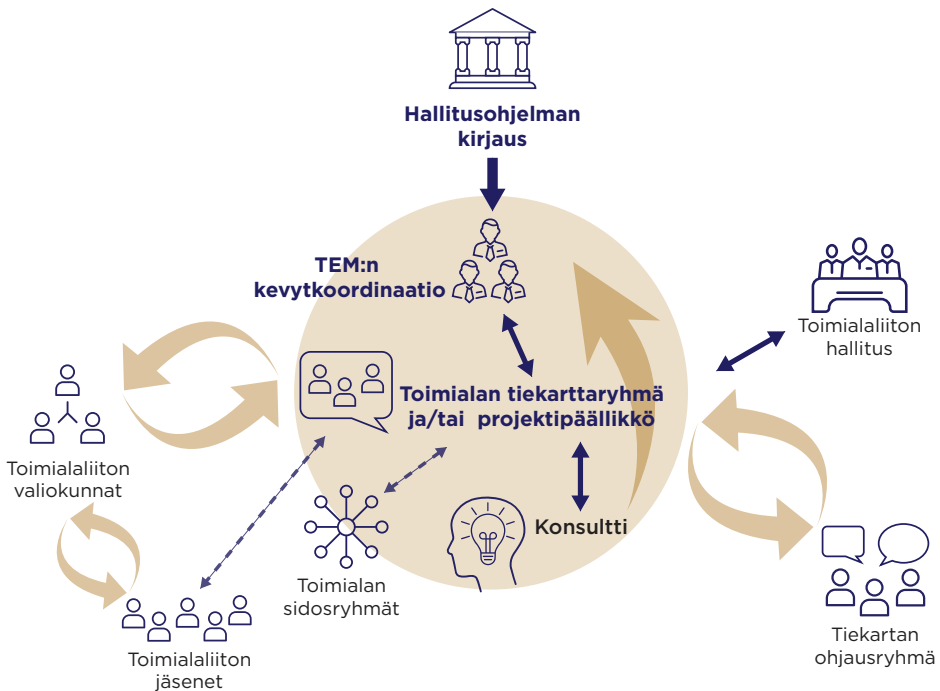 Hallitusohjelman
kirjaus
TEM:n
kevytkoordinaatio
Toimialaliiton
hallitus
Toimialan tiekarttaryhmä
ja/tai projektipäällikkö
Toimialaliiton
valiokunnat
Konsultti
Toimialan
sidosryhmät
Toimialaliiton
jäsenet
Tiekartan
ohjausryhmä